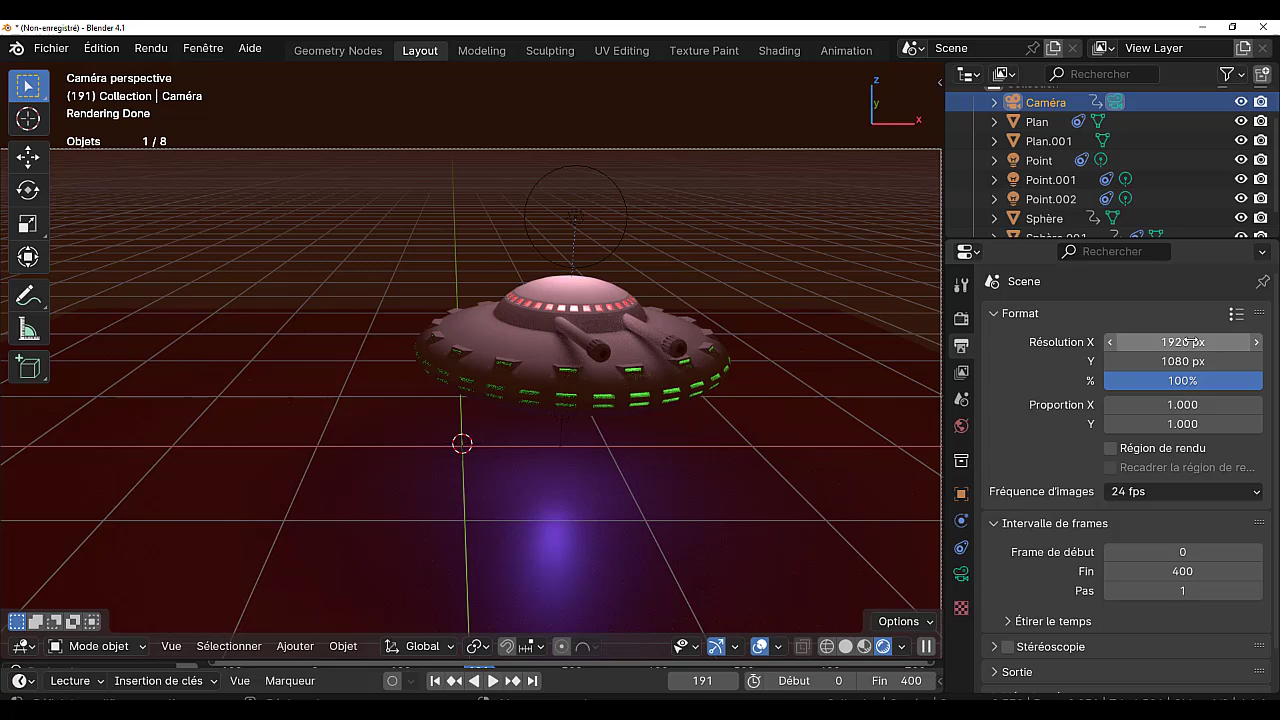 * (Non-enregistré) - Blender 4.1
Fichier Édition Rendu Fenêtre Aide Geometry Nodes Layout Modeling Sculpting UV Editing Texture Paint Shading Animation Scene View Layer
Caméra perspective
(191) Collection | Caméra
Rendering Done
Objets 1 / 8
z
y
x
Rechercher
Caméra
Plan
Plan.001
Point
Point.001
Point.002
Sphère
Sphère.001
Rechercher
Scene
Format
Résolution X 1920 px
Y 1080 px
% 100%
Proportion X 1.000
Y 1.000
Région de rendu
Recadrer la région de re...
Fréquence d'images 24 fps
Intervalle de frames
Frame de début 0
Fin 400
Pas 1
Étirer le temps
Stéréoscopie
Sortie
Options
Mode objet Vue Sélectionner Ajouter Objet Global
Lecture Insertion de clés Vue Marqueur 191 Début 0 Fin 400